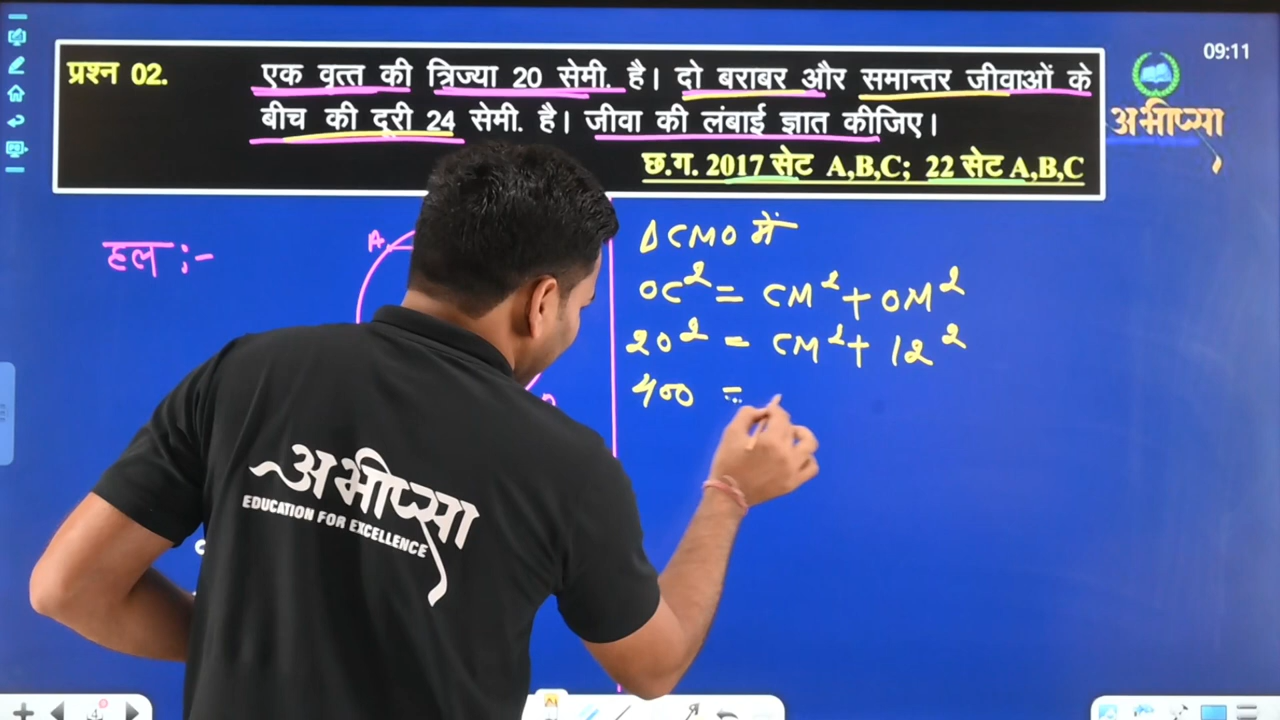 09:11
प्रश्न 02. एक वृत्त की त्रिज्या 20 सेमी. है। दो बराबर और समान्तर जीवाओं के
बीच की दूरी 24 सेमी. है। जीवा की लंबाई ज्ञात कीजिए।
छ.ग. 2017 सेट A,B,C; 22 सेट A,B,C
अभीप्सा
हल :-
A
ΔCMO में
OC² = CM² + OM²
20² = CM² + 12²
400 =
अभीप्सा
EDUCATION FOR EXCELLENCE